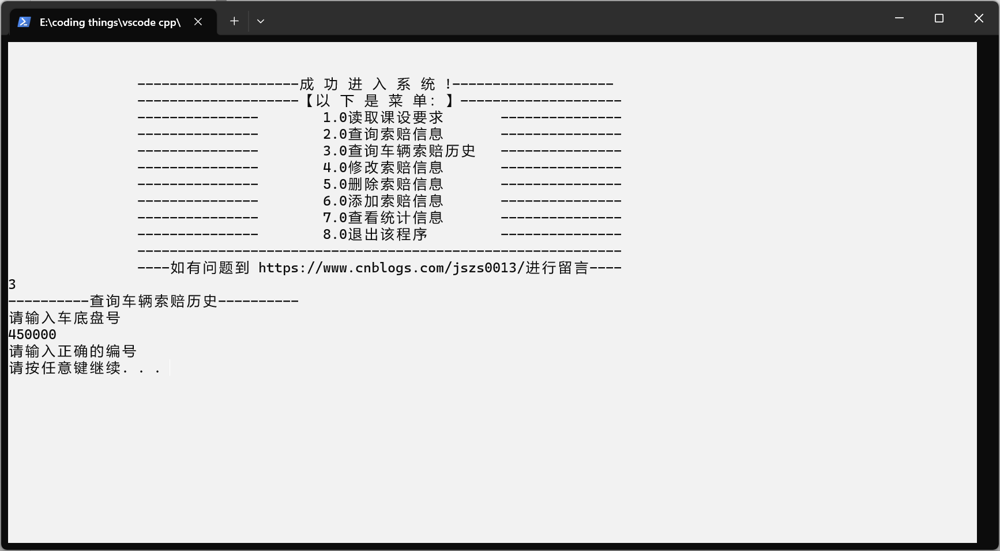 E:\coding things\vscode cpp\
--------------------成 功 进 入 系 统 !--------------------
--------------------【以 下 是 菜 单: 】--------------------
---------------        1.0读取课设要求       ---------------
---------------        2.0查询索赔信息       ---------------
---------------        3.0查询车辆索赔历史   ---------------
---------------        4.0修改索赔信息       ---------------
---------------        5.0删除索赔信息       ---------------
---------------        6.0添加索赔信息       ---------------
---------------        7.0查看统计信息       ---------------
---------------        8.0退出该程序         ---------------
------------------------------------------------------------
----如有问题到 https://www.cnblogs.com/jszs0013/进行留言----
3
----------查询车辆索赔历史----------
请输入车底盘号
450000
请输入正确的编号
请按任意键继续. . .